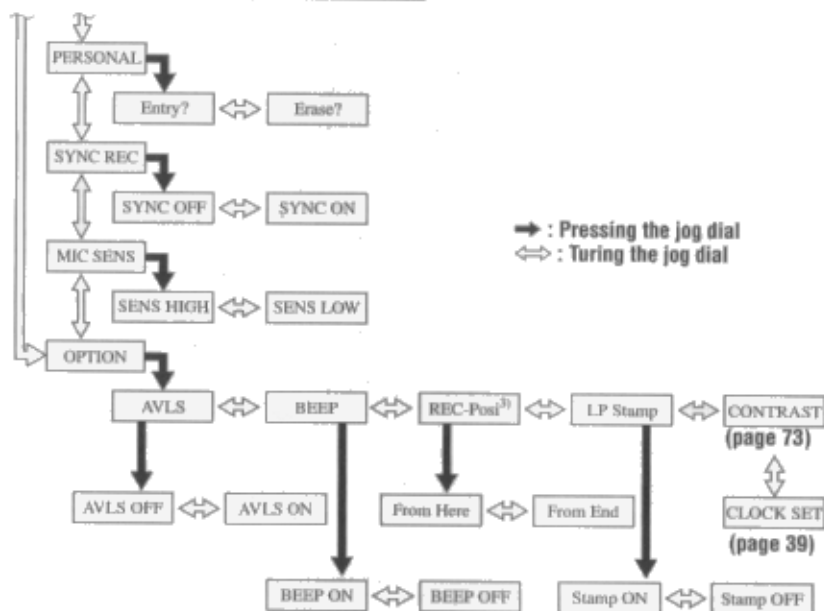 PERSONAL
Entry?
Erase?
SYNC REC
SYNC OFF
SYNC ON
➡ : Pressing the jog dial
⇔ : Turing the jog dial
MIC SENS
SENS HIGH
SENS LOW
OPTION
AVLS
BEEP
REC-Posi3)
LP Stamp
CONTRAST
(page 73)
AVLS OFF
AVLS ON
From Here
From End
CLOCK SET
(page 39)
BEEP ON
BEEP OFF
Stamp ON
Stamp OFF